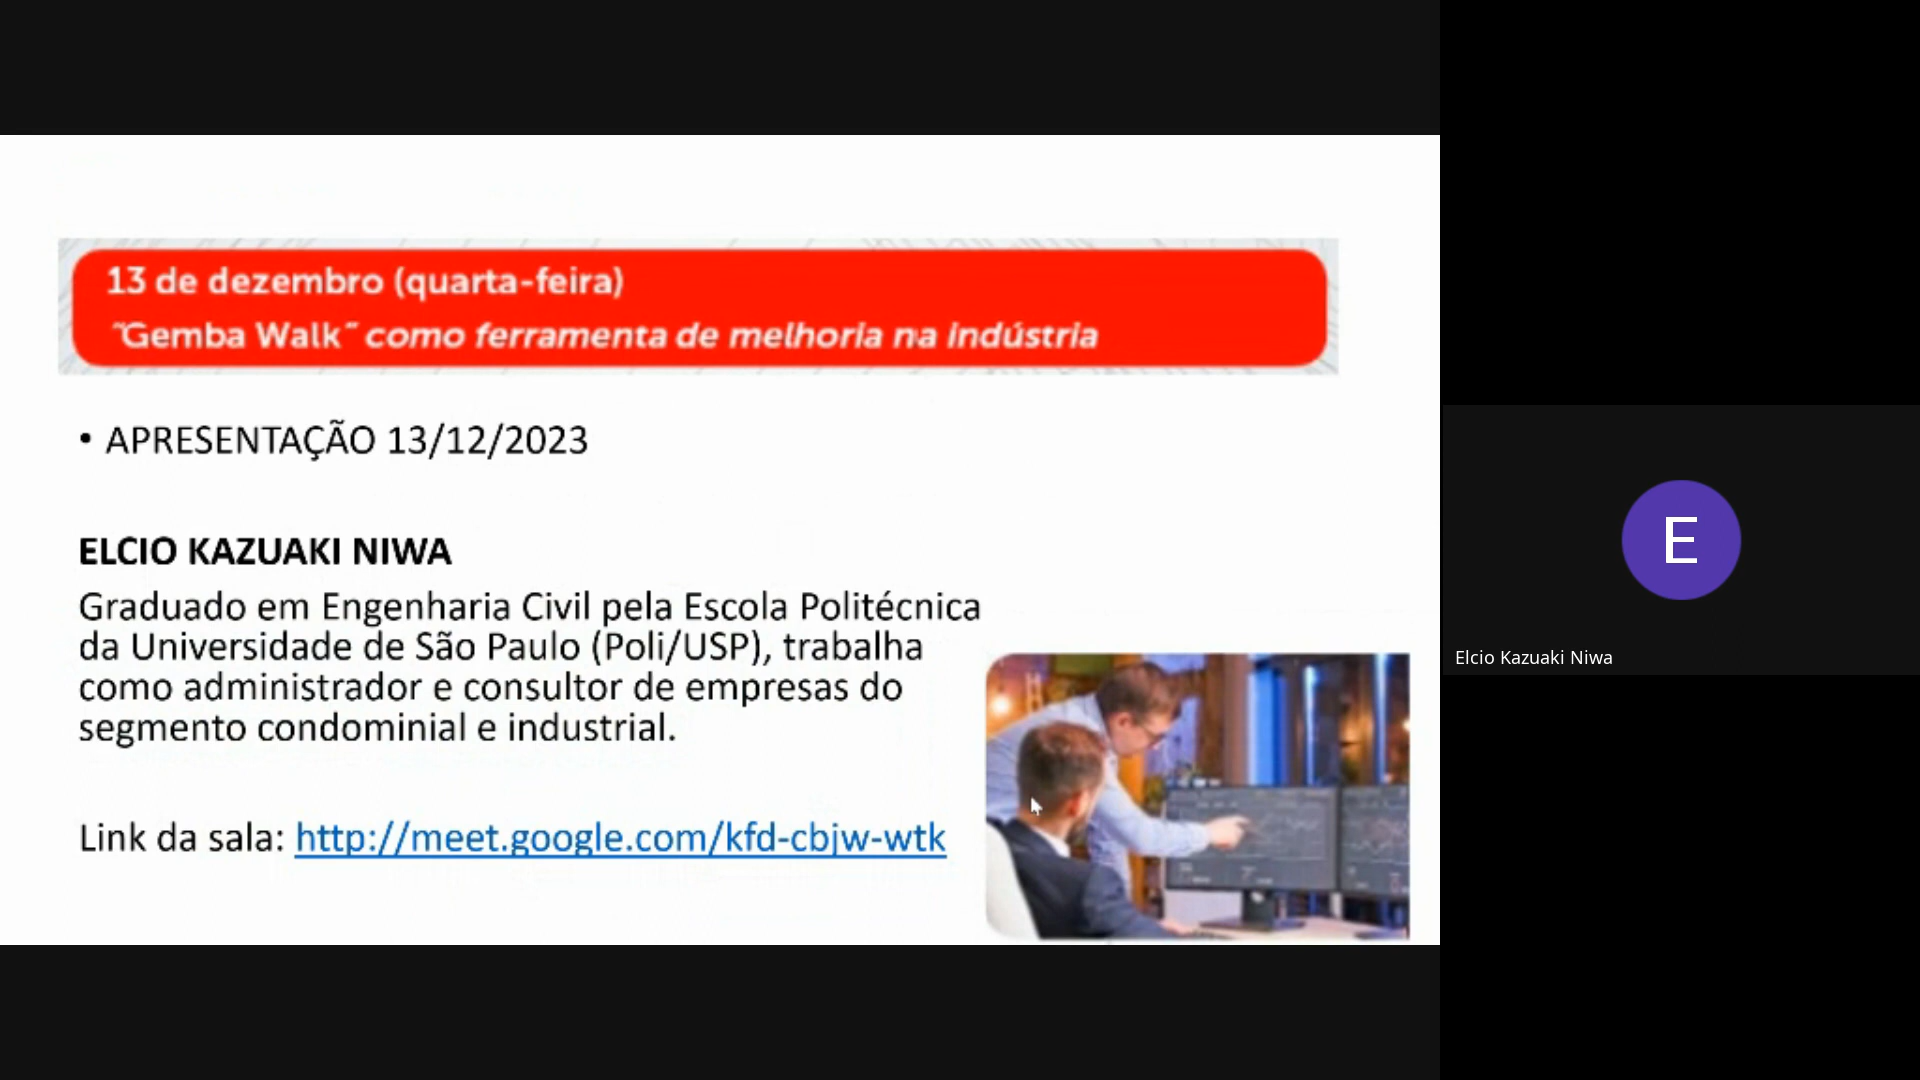 13 de dezembro (quarta-feira)
˜Gemba Walk˜ como ferramenta de melhoria na indústria
• APRESENTAÇÃO 13/12/2023
ELCIO KAZUAKI NIWA
Graduado em Engenharia Civil pela Escola Politécnica
da Universidade de São Paulo (Poli/USP), trabalha
como administrador e consultor de empresas do
segmento condominial e industrial.
Link da sala: http://meet.google.com/kfd-cbjw-wtk
E
Elcio Kazuaki Niwa